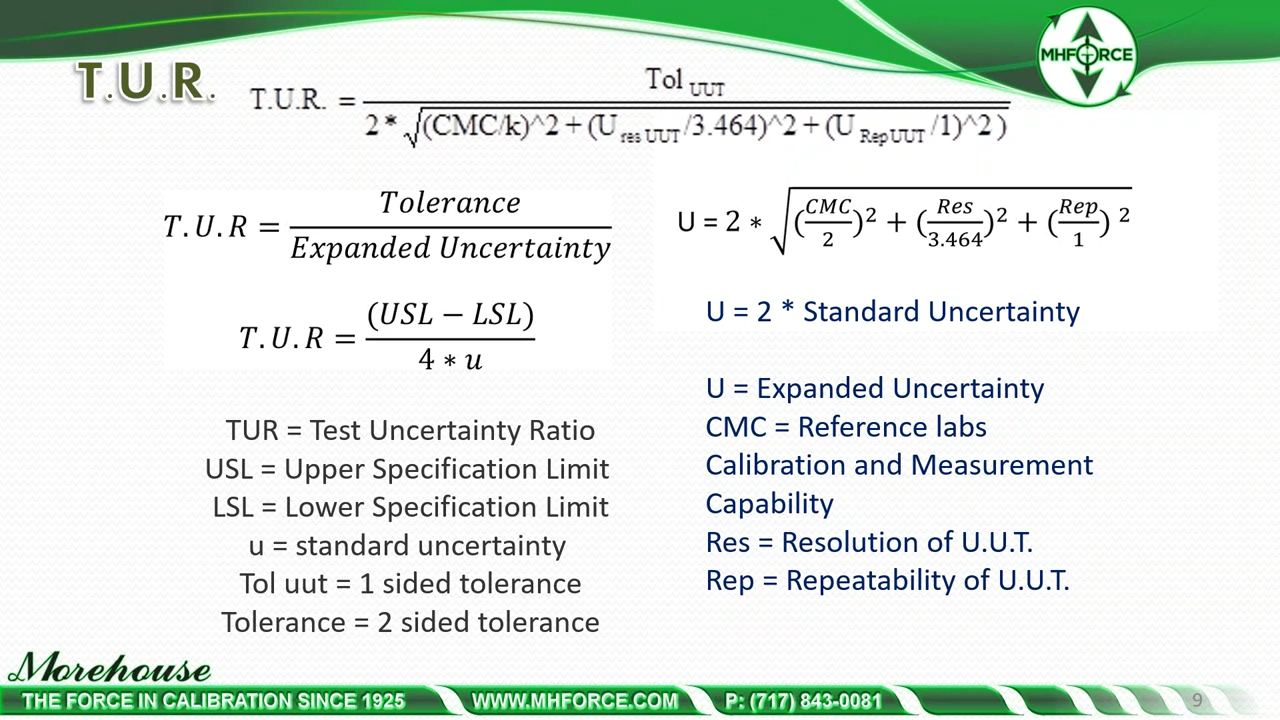 T.U.R.
MHFORCE
T.U.R. = Tol UUT / 2 * √((CMC/k)^2 + (U res UUT /3.464)^2 + (U Rep UUT /1)^2 )
T.U.R = Tolerance / Expanded Uncertainty
U = 2 * √((CMC/2)² + (Res/3.464)² + (Rep/1) ²
T.U.R = (USL − LSL) / 4 * u
U = 2 * Standard Uncertainty
TUR = Test Uncertainty Ratio
USL = Upper Specification Limit
LSL = Lower Specification Limit
u = standard uncertainty
Tol uut = 1 sided tolerance
Tolerance = 2 sided tolerance
U = Expanded Uncertainty
CMC = Reference labs
Calibration and Measurement
Capability
Res = Resolution of U.U.T.
Rep = Repeatability of U.U.T.
Morehouse
THE FORCE IN CALIBRATION SINCE 1925
WWW.MHFORCE.COM
P: (717) 843-0081
9